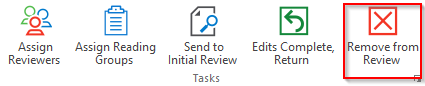 Assign Reviewers
Assign Reading Groups
Send to Initial Review
Edits Complete, Return
Remove from Review
Tasks